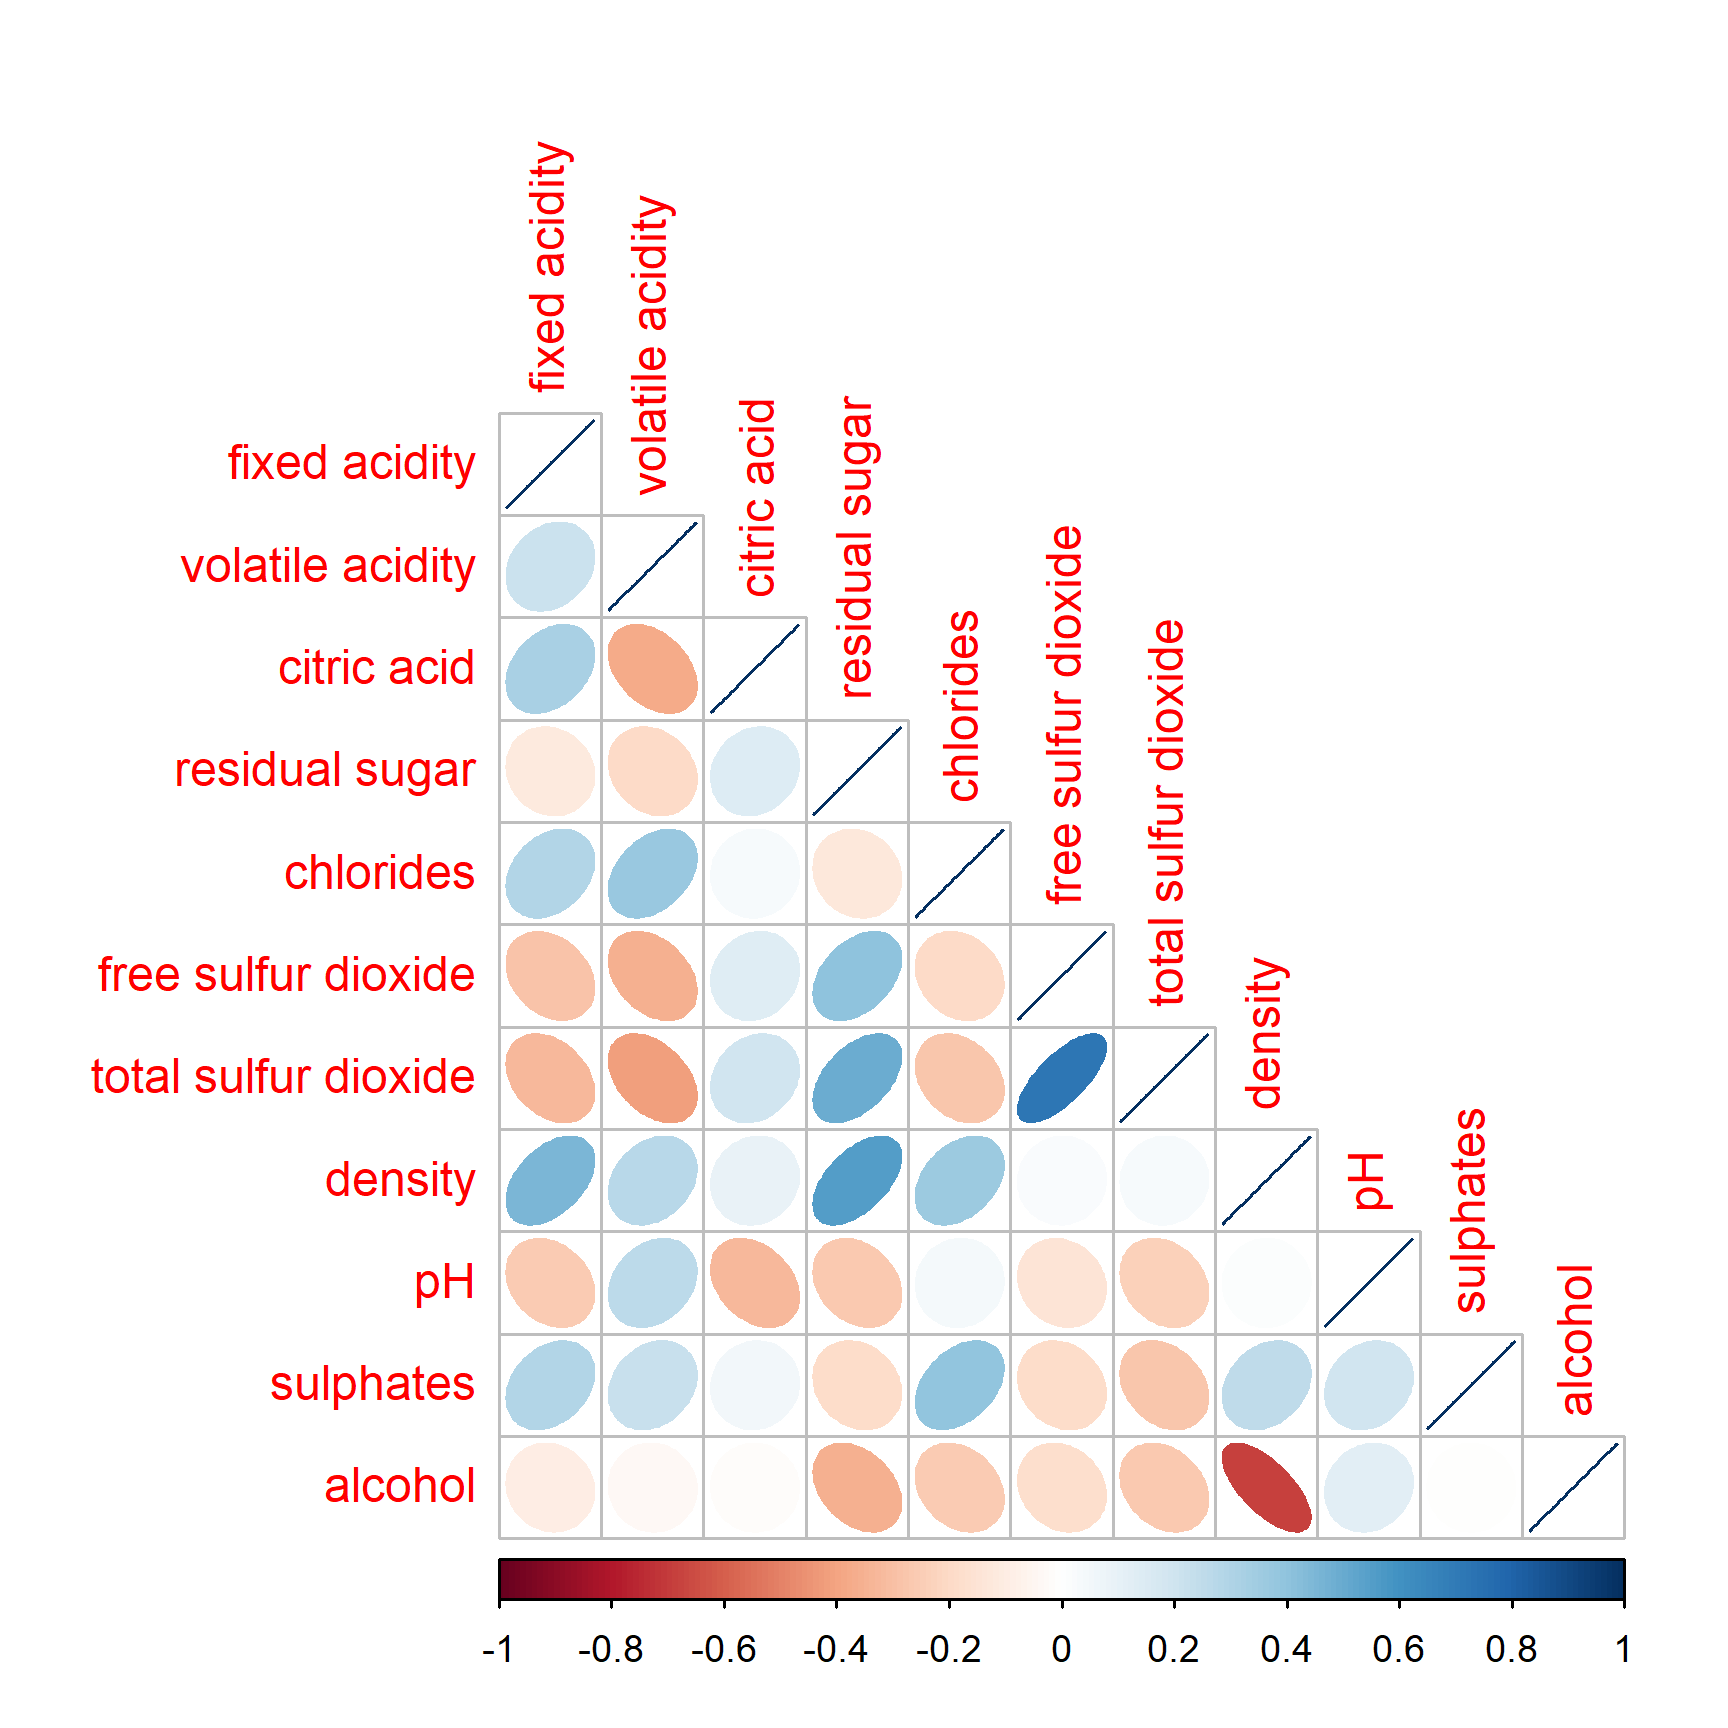 fixed acidity
volatile acidity
citric acid
residual sugar
chlorides
free sulfur dioxide
total sulfur dioxide
density
pH
sulphates
alcohol
fixed acidity
volatile acidity
citric acid
residual sugar
chlorides
free sulfur dioxide
total sulfur dioxide
density
pH
sulphates
alcohol
-1 -0.8 -0.6 -0.4 -0.2 0 0.2 0.4 0.6 0.8 1